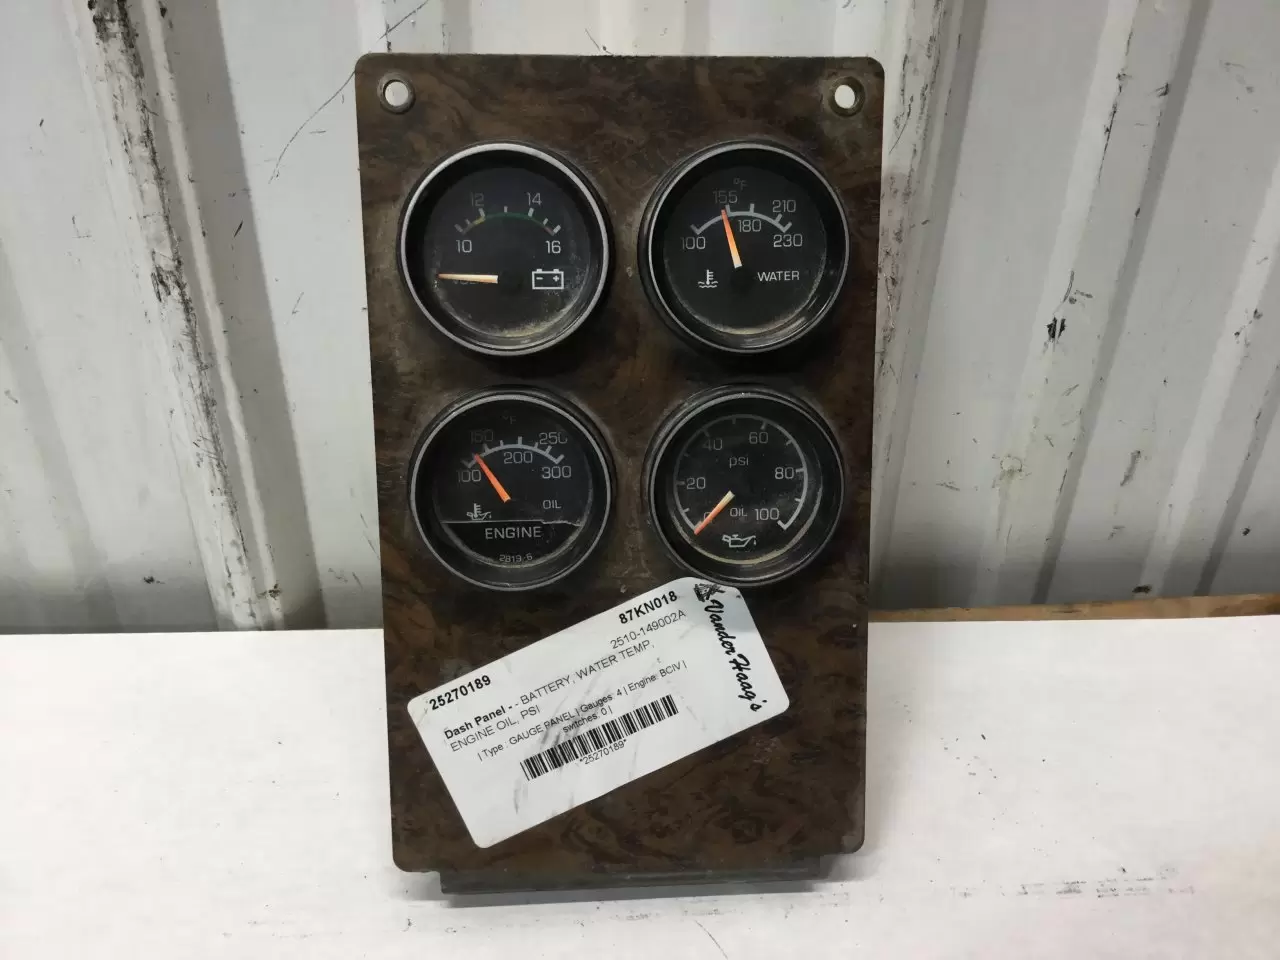 12 14
10 16
°F
155 210
100 180 230
WATER
°F
150 250
100 200 300
OIL
ENGINE
2813-6
40 60
psi
20 80
0 OIL 100
87KN018
2510-149002A
25270189
Dash Panel - - BATTERY, WATER TEMP,
ENGINE OIL, PSI
| Type : GAUGE PANEL | Gauges: 4 | Engine: BCIV |
switches: 0 |
*25270189*
Vander Haag's